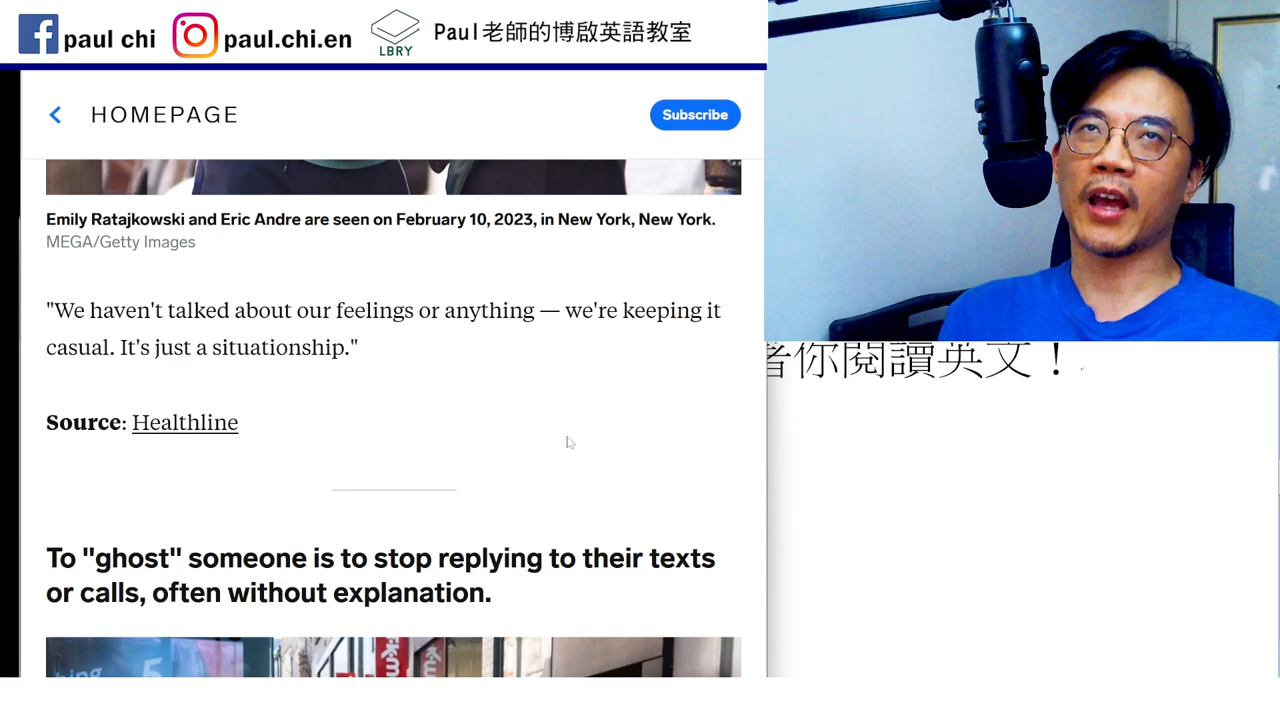 paul chi paul.chi.en LBRY Paul老師的博啟英語教室
HOMEPAGE Subscribe
Emily Ratajkowski and Eric Andre are seen on February 10, 2023, in New York, New York.
MEGA/Getty Images
"We haven't talked about our feelings or anything — we're keeping it
casual. It's just a situationship."
你閱讀英文！
Source: Healthline
To "ghost" someone is to stop replying to their texts
or calls, often without explanation.